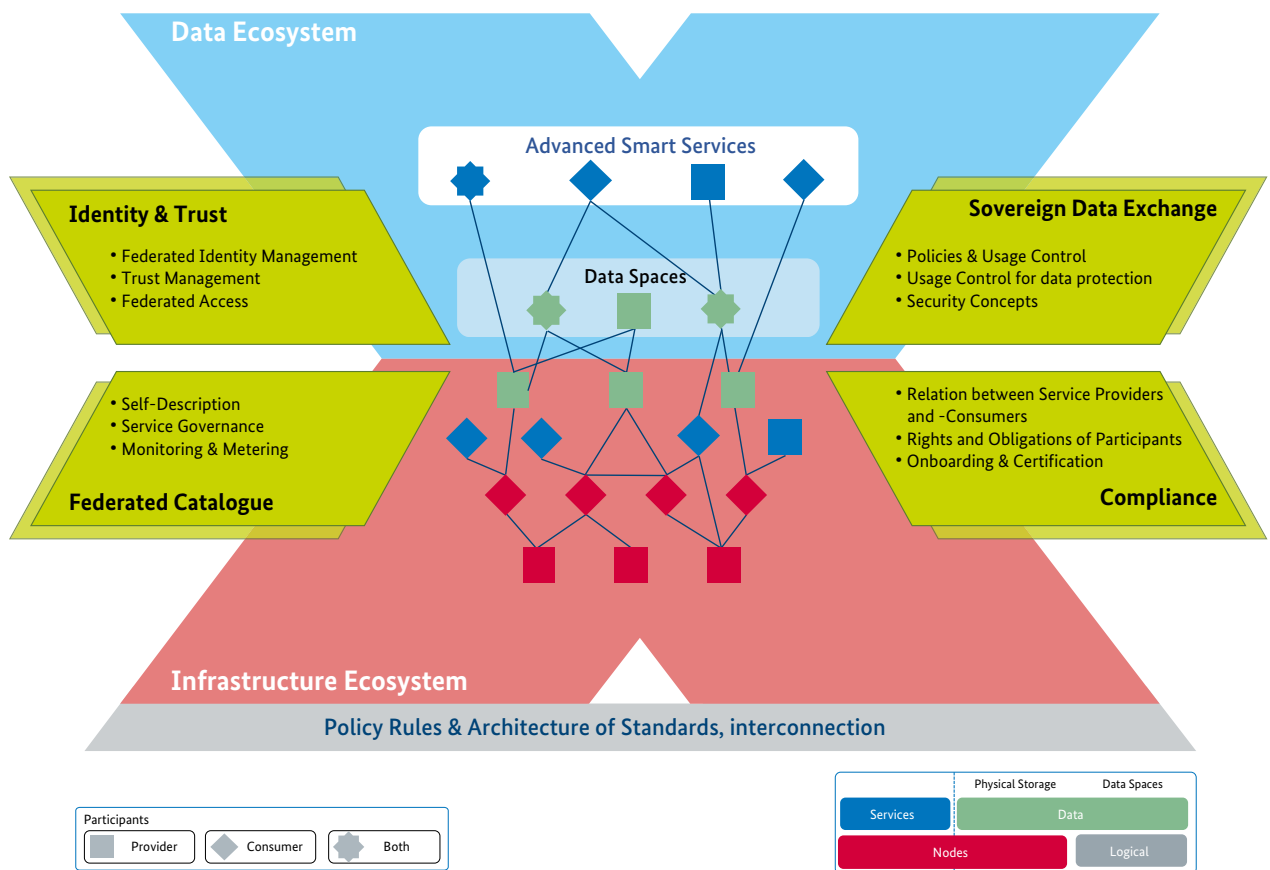 Data Ecosystem
Advanced Smart Services
Identity & Trust
• Federated Identity Management
• Trust Management
• Federated Access
Sovereign Data Exchange
• Policies & Usage Control
• Usage Control for data protection
• Security Concepts
Data Spaces
• Self-Description
• Service Governance
• Monitoring & Metering
Federated Catalogue
• Relation between Service Providers
and -Consumers
• Rights and Obligations of Participants
• Onboarding & Certification
Compliance
Infrastructure Ecosystem
Policy Rules & Architecture of Standards, interconnection
Participants
Provider
Consumer
Both
Physical Storage
Data Spaces
Services
Data
Nodes
Logical